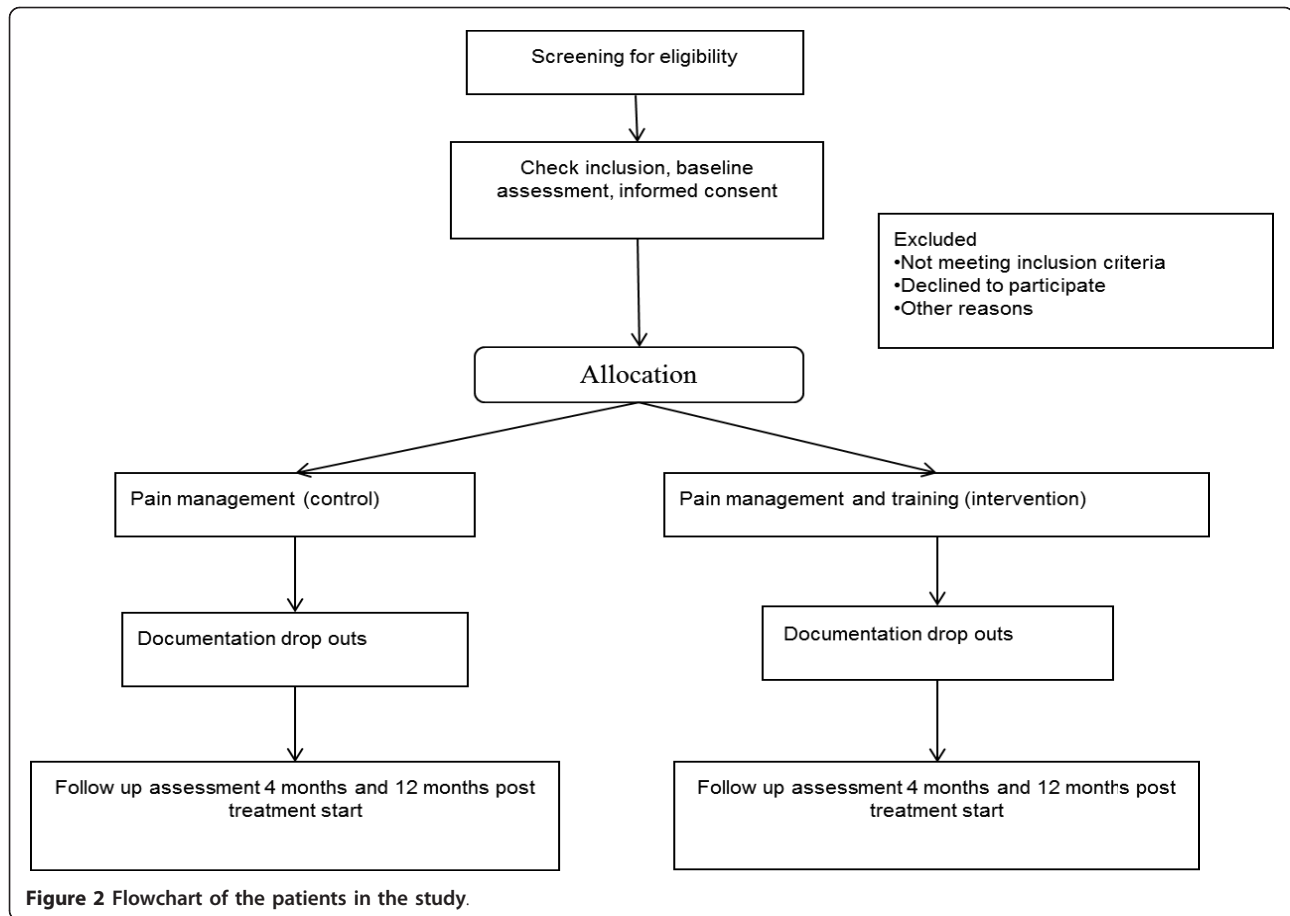 Screening for eligibility
Check inclusion, baseline
assessment, informed consent
Excluded
•Not meeting inclusion criteria
•Declined to participate
•Other reasons
Allocation
Pain management (control)
Pain management and training (intervention)
Documentation drop outs
Documentation drop outs
Follow up assessment 4 months and 12 months post
treatment start
Follow up assessment 4 months and 12 months post
treatment start
Figure 2 Flowchart of the patients in the study.